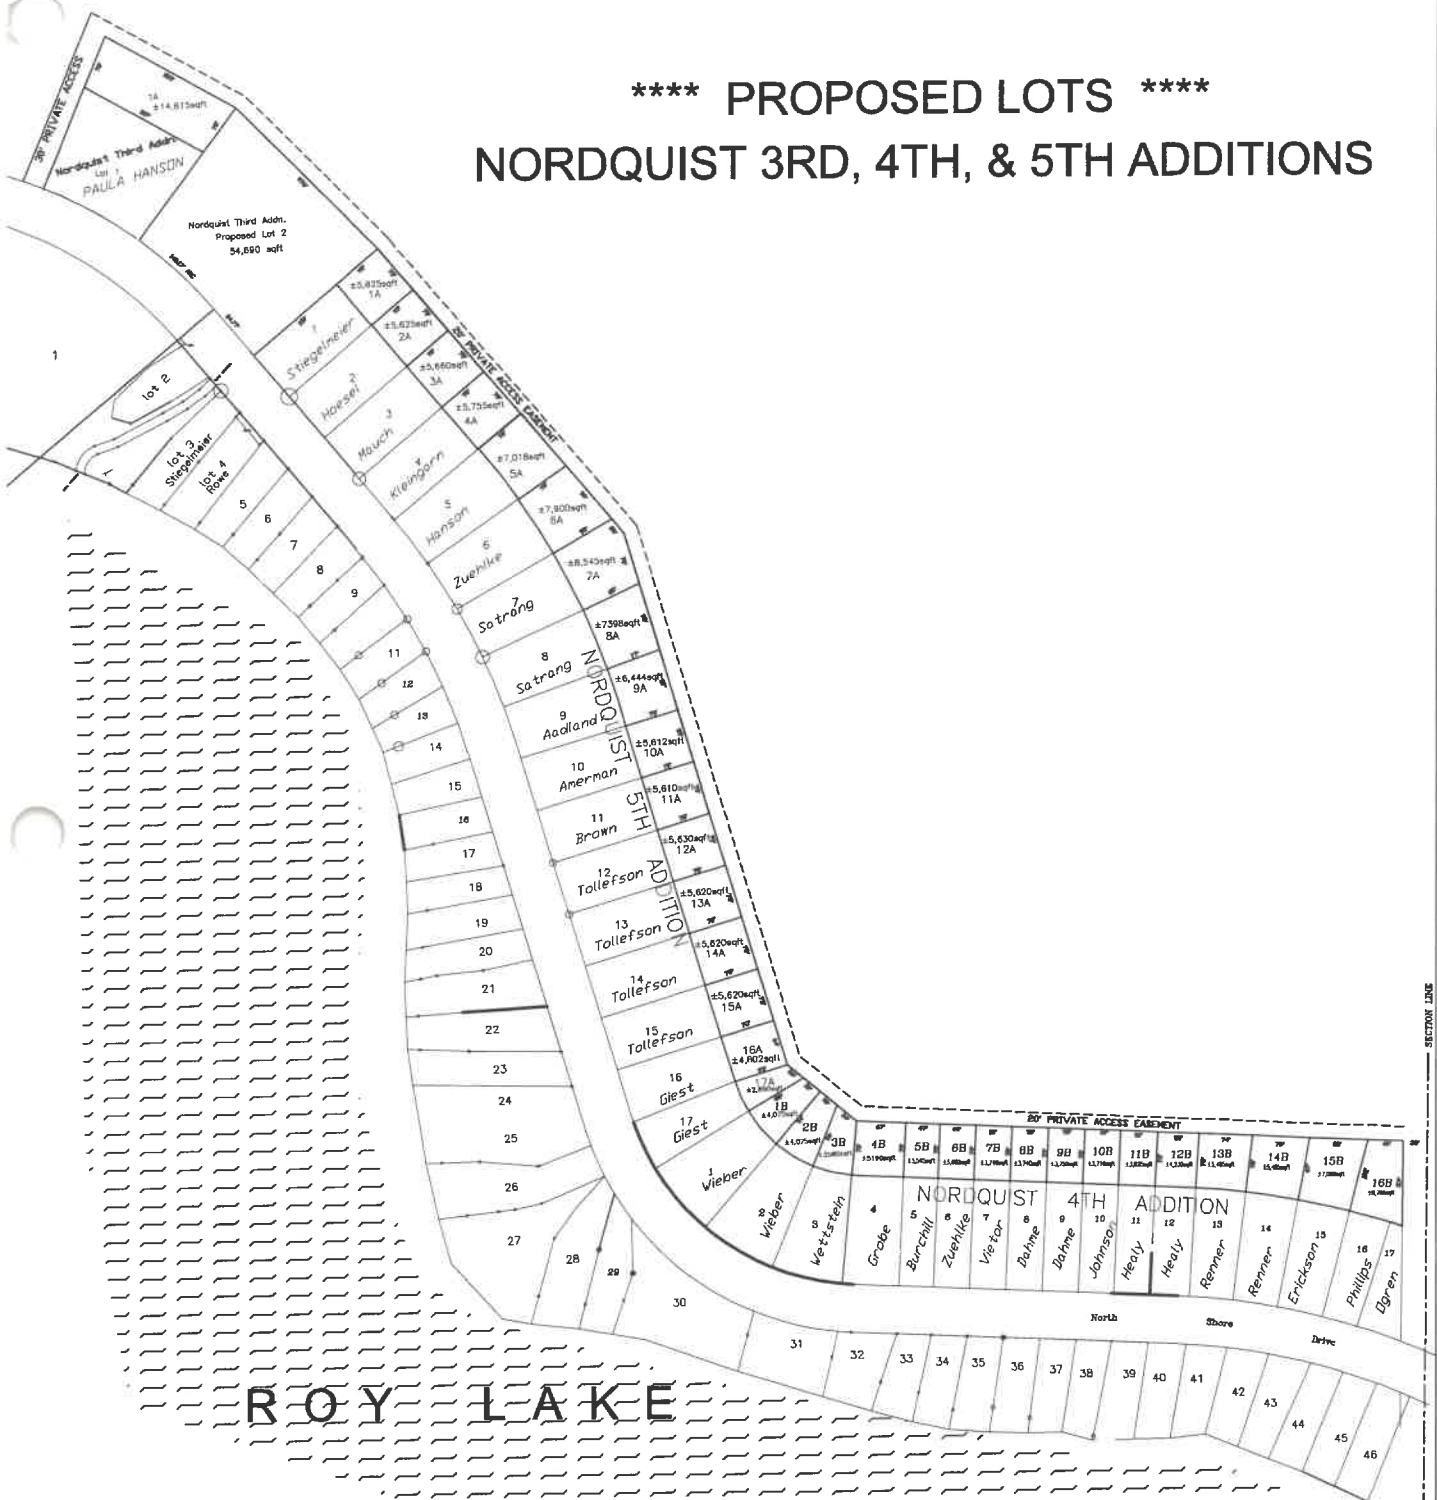 **** PROPOSED LOTS ****
NORDQUIST 3RD, 4TH, & 5TH ADDITIONS
20' PRIVATE ACCESS
1A
±14,615sqft
Nordquist Third Addn.
Lot 1
PAULA HANSON
Nordquist Third Addn.
Proposed Lot 2
54,690 sqft
25' PRIVATE ACCESS EASEMENT
±5,625sqft
1A
±5,625sqft
2A
±5,660sqft
3A
±5,755sqft
4A
±7,018sqft
5A
±7,900sqft
6A
±8,545sqft
7A
±7398sqft
8A
±6,444sqft
9A
±5,612sqft
10A
±5,610sqft
11A
±5,630sqft
12A
±5,620sqft
13A
±5,620sqft
14A
±5,620sqft
15A
16A
±4,802sqft
17A
1
Stiegelmeier
2
Hoesei
3
Mauch
4
Kleingarn
5
Hanson
6
Zuehlke
7
Satrang
8
Satrang
9
Aadland
10
Amerman
11
Brown
12
Tollefson
13
Tollefson
14
Tollefson
15
Tollefson
16
Giest
17
Giest
NORDQUIST 5TH ADDITION
1
lot 2
lot 3
Stiegelmeier
lot 4
Rowe
5
6
7
8
9
11
12
13
14
15
16
17
18
19
20
21
22
23
24
25
26
27
28
29
30
31
32
33
34
35
36
37
38
39
40
41
42
43
44
45
46
20' PRIVATE ACCESS EASEMENT
1B
±4,075sqft
2B
±4,075sqft
3B
4B
5B
6B
7B
8B
9B
10B
11B
12B
13B
14B
15B
16B
NORDQUIST 4TH ADDITION
1
Wieber
2
Wieber
3
Wettstein
4
Grabe
5
Burchill
6
Zuehlke
7
Vietor
8
Dahme
9
Dahme
10
Johnson
11
Healy
12
Healy
13
Renner
14
Renner
15
Erickson
16
Phillips
17
Ogren
North Shore Drive
SECTION LINE
ROY LAKE